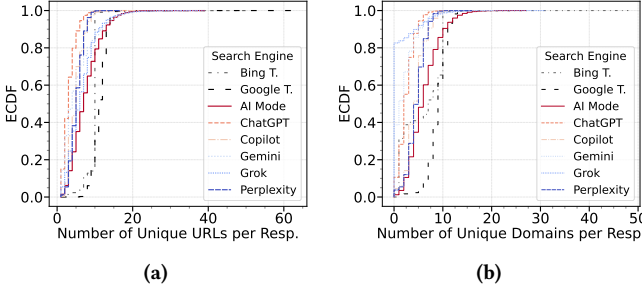 1.0
0.8
0.6
0.4
0.2
0.0
ECDF
0
20
40
60
Number of Unique URLs per Resp.
Search Engine
Bing T.
Google T.
AI Mode
ChatGPT
Copilot
Gemini
Grok
Perplexity
(a)
1.0
0.8
0.6
0.4
0.2
0.0
ECDF
0
10
20
30
40
50
Number of Unique Domains per Resp.
Search Engine
Bing T.
Google T.
AI Mode
ChatGPT
Copilot
Gemini
Grok
Perplexity
(b)